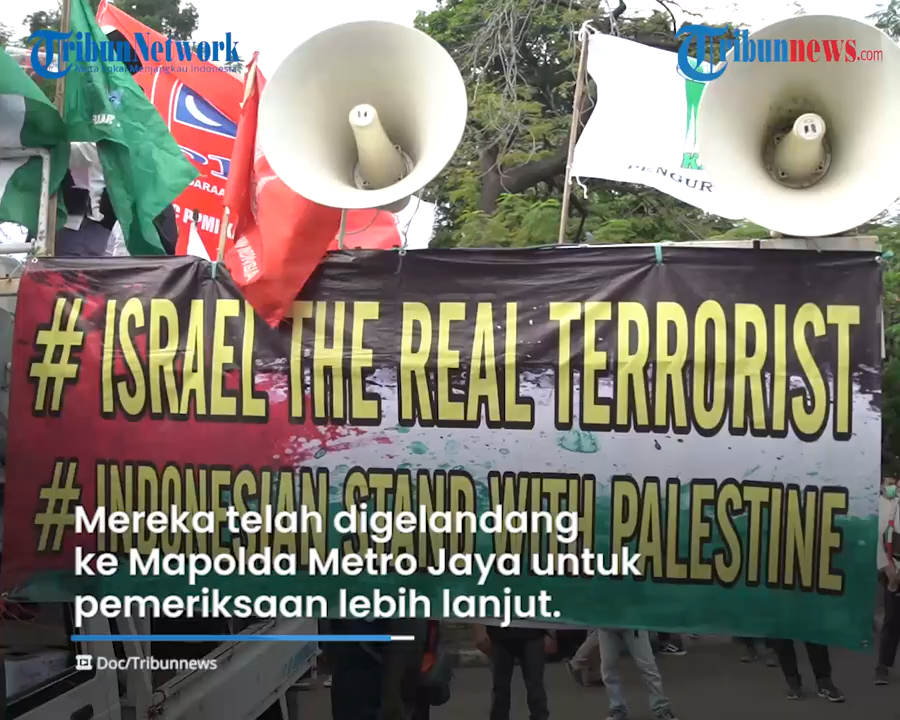 TribunNetwork
Tribunnews.com
PENGUR
# ISRAEL THE REAL TERRORIST
# INDONESIAN STAND WITH PALESTINE
Mereka telah digelandang
ke Mapolda Metro Jaya untuk
pemeriksaan lebih lanjut.
Doc/Tribunnews